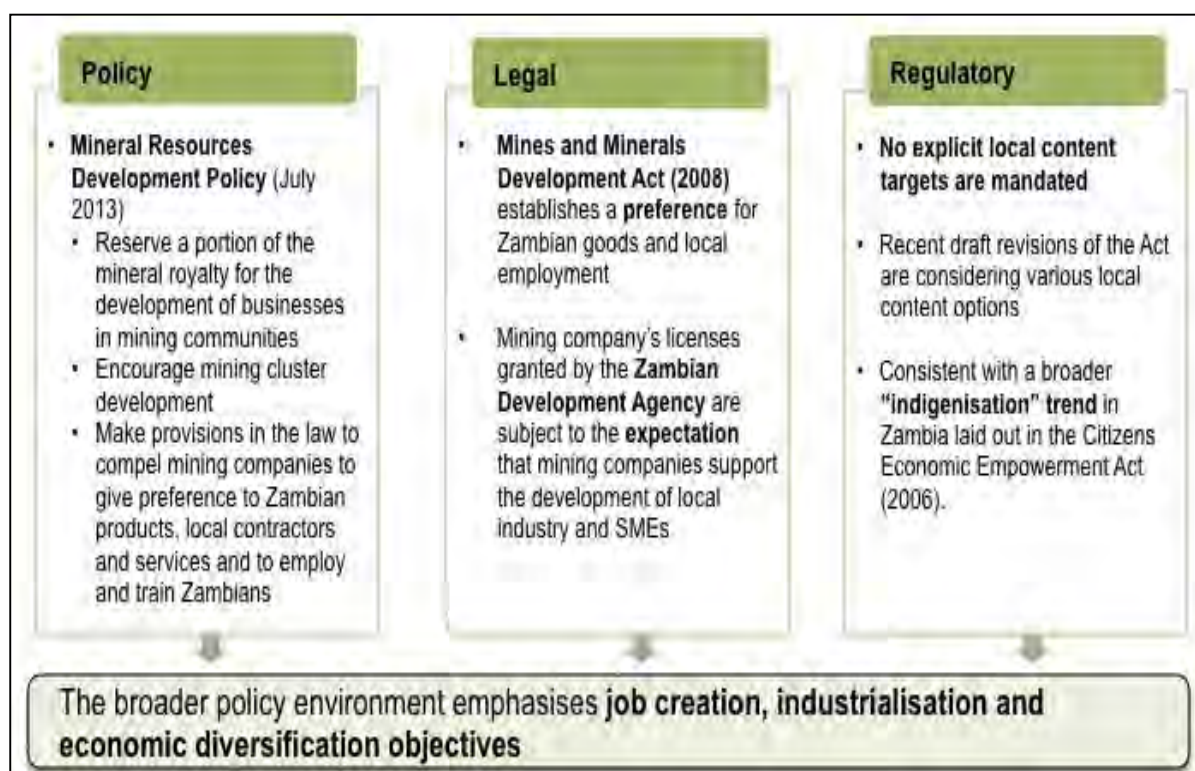 Policy
• Mineral Resources
Development Policy (July
2013)
• Reserve a portion of the
mineral royalty for the
development of businesses
in mining communities
• Encourage mining cluster
development
• Make provisions in the law to
compel mining companies to
give preference to Zambian
products, local contractors
and services and to employ
and train Zambians
Legal
• Mines and Minerals
Development Act (2008)
establishes a preference for
Zambian goods and local
employment
• Mining company's licenses
granted by the Zambian
Development Agency are
subject to the expectation
that mining companies support
the development of local
industry and SMEs
Regulatory
• No explicit local content
targets are mandated
• Recent draft revisions of the Act
are considering various local
content options
• Consistent with a broader
"indigenisation" trend in
Zambia laid out in the Citizens
Economic Empowerment Act
(2006).
The broader policy environment emphasises job creation, industrialisation and
economic diversification objectives